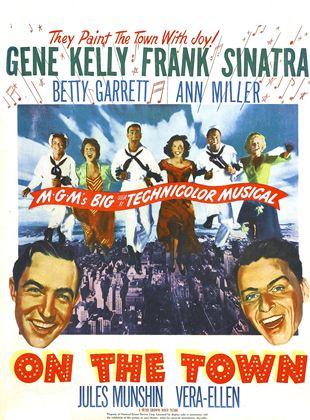 They Paint The Town With Joy!
GENE KELLY FRANK SINATRA
BETTY GARRETT ANN MILLER
M-G-M's BIG TECHNICOLOR MUSICAL
ON THE TOWN
JULES MUNSHIN VERA-ELLEN